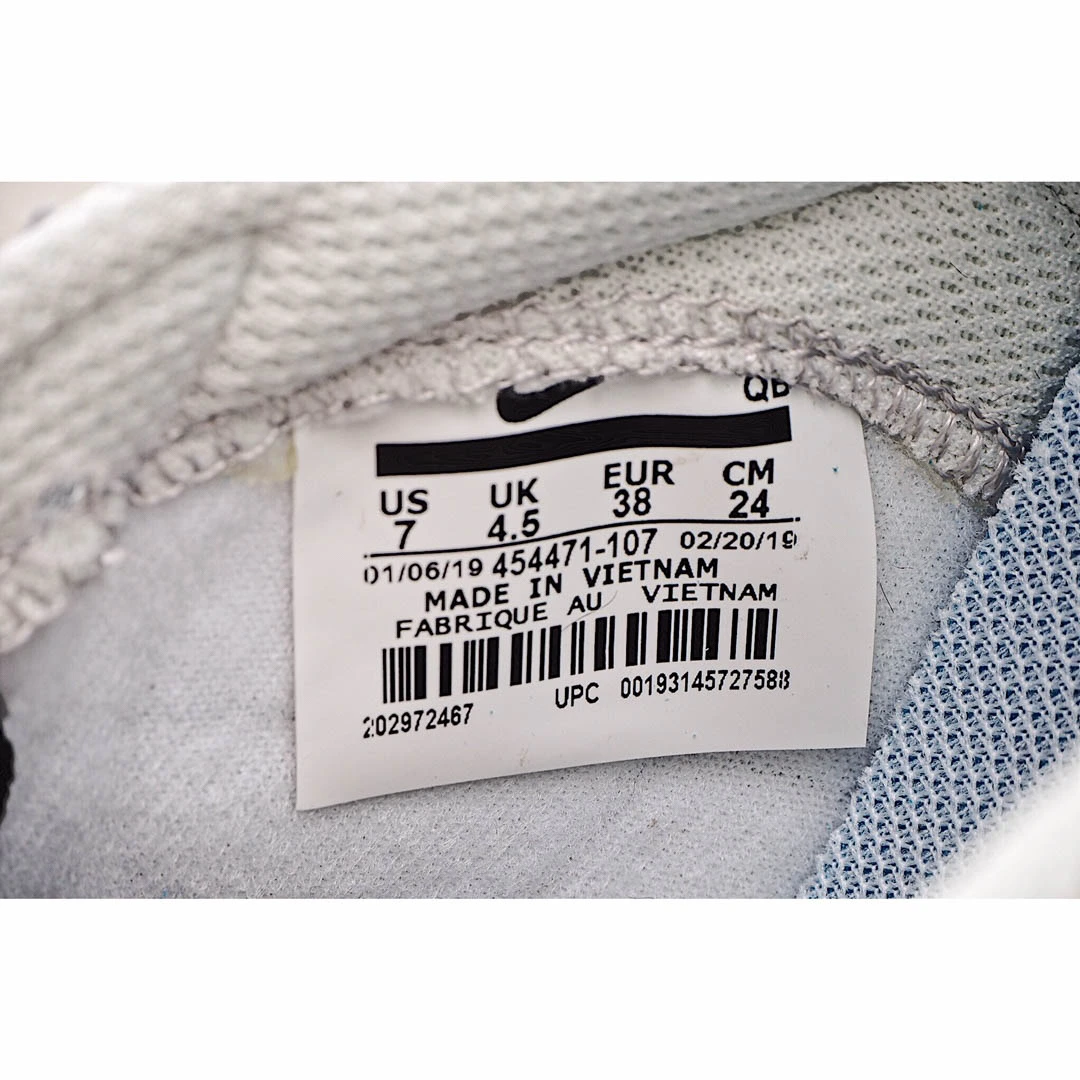 QB
US UK EUR CM
7 4.5 38 24
01/06/19 454471-107 02/20/19
MADE IN VIETNAM
FABRIQUE AU VIETNAM
202972467 UPC 00193145727588